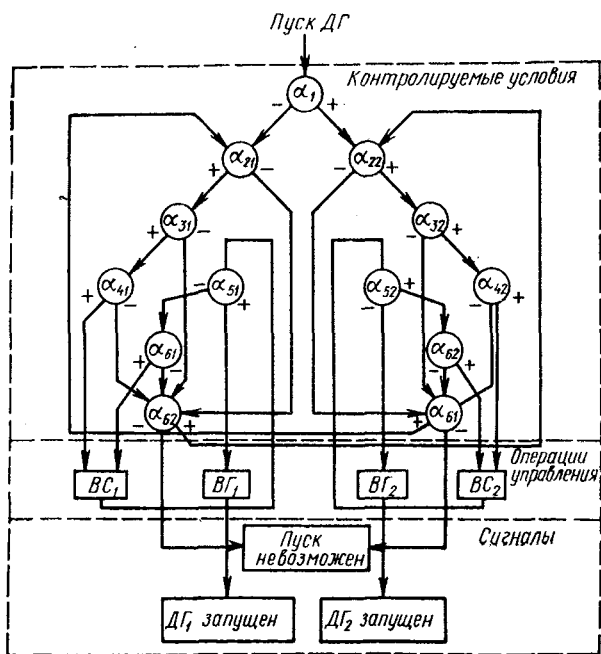 Пуск ДГ
Контролируемые условия
− α₁ +
+ α₂₁ −
− α₂₂ +
+ α₃₁ −
− α₃₂ +
+ α₄₁ −
− α₅₁ +
− α₅₂ +
− α₄₂ +
+ α₆₁ −
− α₆₂ +
− α₆₂ +
+ α₆₁ −
Операции
управления
ВС₁
ВГ₁
ВГ₂
ВС₂
Сигналы
Пуск
невозможен
ДГ₁ запущен
ДГ₂ запущен